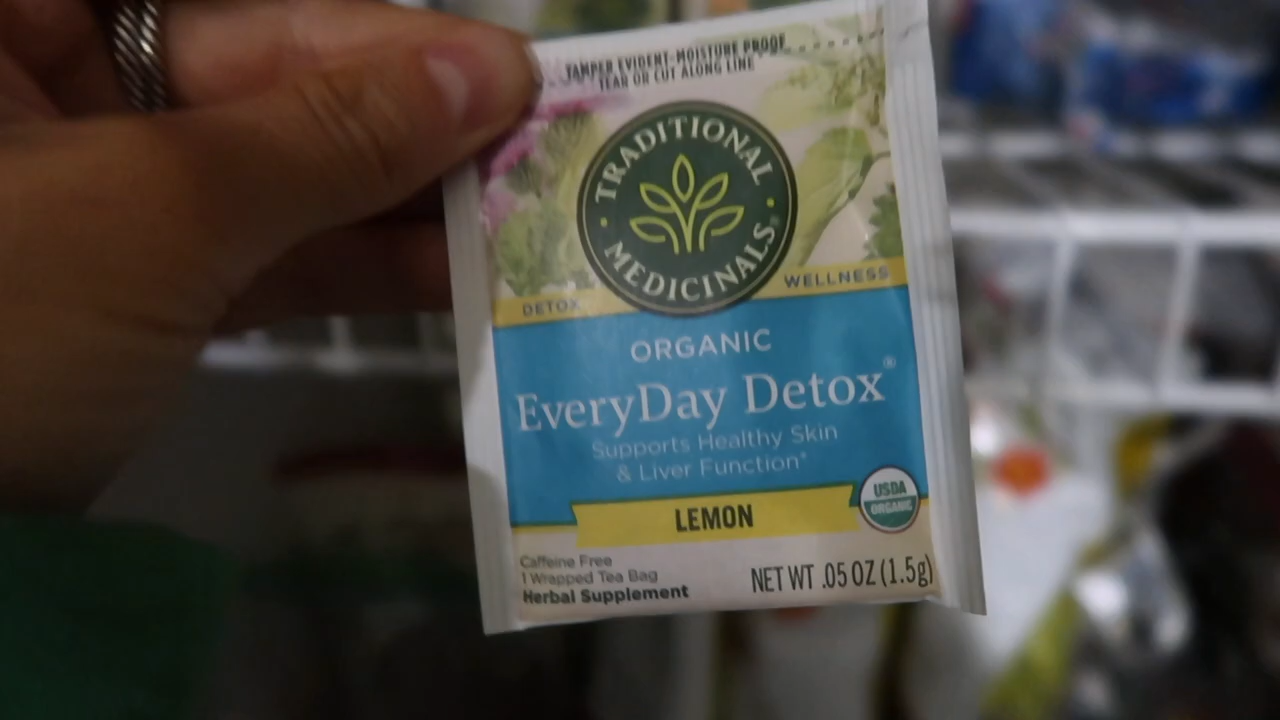 TAMPER EVIDENT-MOISTURE PROOF
TEAR OR CUT ALONG LINE
TRADITIONAL
MEDICINALS®
DETOX
WELLNESS
ORGANIC
EveryDay Detox®
Supports Healthy Skin
& Liver Function*
LEMON
USDA
ORGANIC
Caffeine Free
1 Wrapped Tea Bag
Herbal Supplement
NET WT .05 OZ (1.5g)